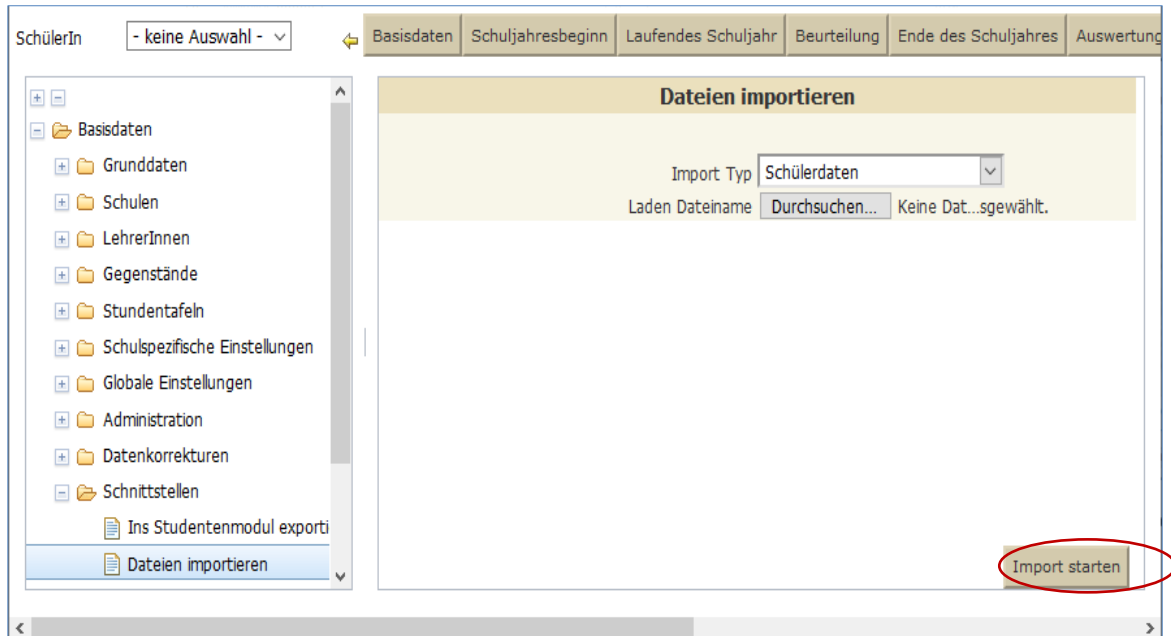 SchülerIn - keine Auswahl - Basisdaten Schuljahresbeginn Laufendes Schuljahr Beurteilung Ende des Schuljahres Auswertung
Basisdaten
Grunddaten
Schulen
LehrerInnen
Gegenstände
Stundentafeln
Schulspezifische Einstellungen
Globale Einstellungen
Administration
Datenkorrekturen
Schnittstellen
Ins Studentenmodul exporti
Dateien importieren
Dateien importieren
Import Typ Schülerdaten
Laden Dateiname Durchsuchen... Keine Dat...sgewählt.
Import starten